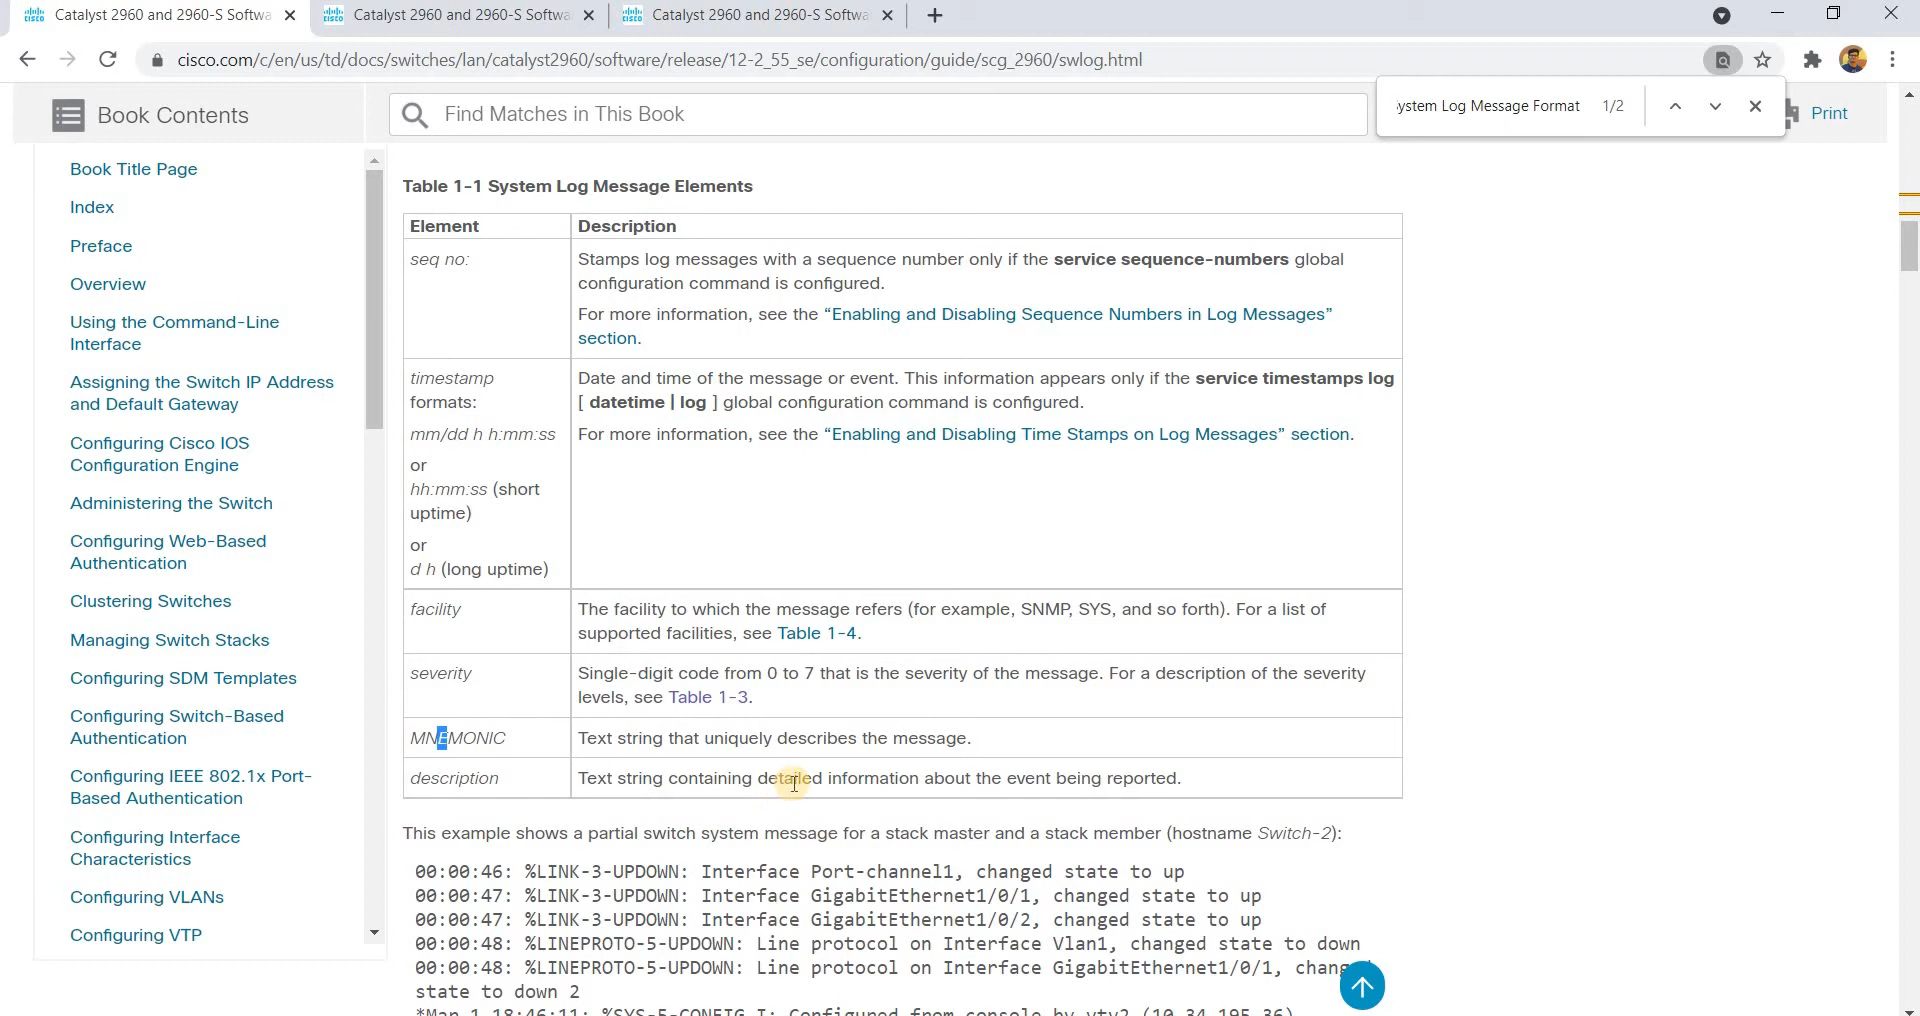 Catalyst 2960 and 2960-S Softwa
Catalyst 2960 and 2960-S Softwa
Catalyst 2960 and 2960-S Softwa
cisco.com/c/en/us/td/docs/switches/lan/catalyst2960/software/release/12-2_55_se/configuration/guide/scg_2960/swlog.html
ystem Log Message Format 1/2
Book Contents
Find Matches in This Book
Print
Book Title Page
Index
Preface
Overview
Using the Command-Line
Interface
Assigning the Switch IP Address
and Default Gateway
Configuring Cisco IOS
Configuration Engine
Administering the Switch
Configuring Web-Based
Authentication
Clustering Switches
Managing Switch Stacks
Configuring SDM Templates
Configuring Switch-Based
Authentication
Configuring IEEE 802.1x Port-
Based Authentication
Configuring Interface
Characteristics
Configuring VLANs
Configuring VTP
Table 1-1 System Log Message Elements
Element Description
seq no: Stamps log messages with a sequence number only if the service sequence-numbers global
configuration command is configured.
For more information, see the “Enabling and Disabling Sequence Numbers in Log Messages”
section.
timestamp Date and time of the message or event. This information appears only if the service timestamps log
formats: [ datetime | log ] global configuration command is configured.
mm/dd h h:mm:ss For more information, see the “Enabling and Disabling Time Stamps on Log Messages” section.
or
hh:mm:ss (short
uptime)
or
d h (long uptime)
facility The facility to which the message refers (for example, SNMP, SYS, and so forth). For a list of
supported facilities, see Table 1-4.
severity Single-digit code from 0 to 7 that is the severity of the message. For a description of the severity
levels, see Table 1-3.
MNEMONIC Text string that uniquely describes the message.
description Text string containing detailed information about the event being reported.
This example shows a partial switch system message for a stack master and a stack member (hostname Switch-2):
00:00:46: %LINK-3-UPDOWN: Interface Port-channel1, changed state to up
00:00:47: %LINK-3-UPDOWN: Interface GigabitEthernet1/0/1, changed state to up
00:00:47: %LINK-3-UPDOWN: Interface GigabitEthernet1/0/2, changed state to up
00:00:48: %LINEPROTO-5-UPDOWN: Line protocol on Interface Vlan1, changed state to down
00:00:48: %LINEPROTO-5-UPDOWN: Line protocol on Interface GigabitEthernet1/0/1, chang
state to down 2
*Mar 1 18:46:11: %SYS-5-CONFIG_I: Configured from console by vty2 (10.34.195.36)